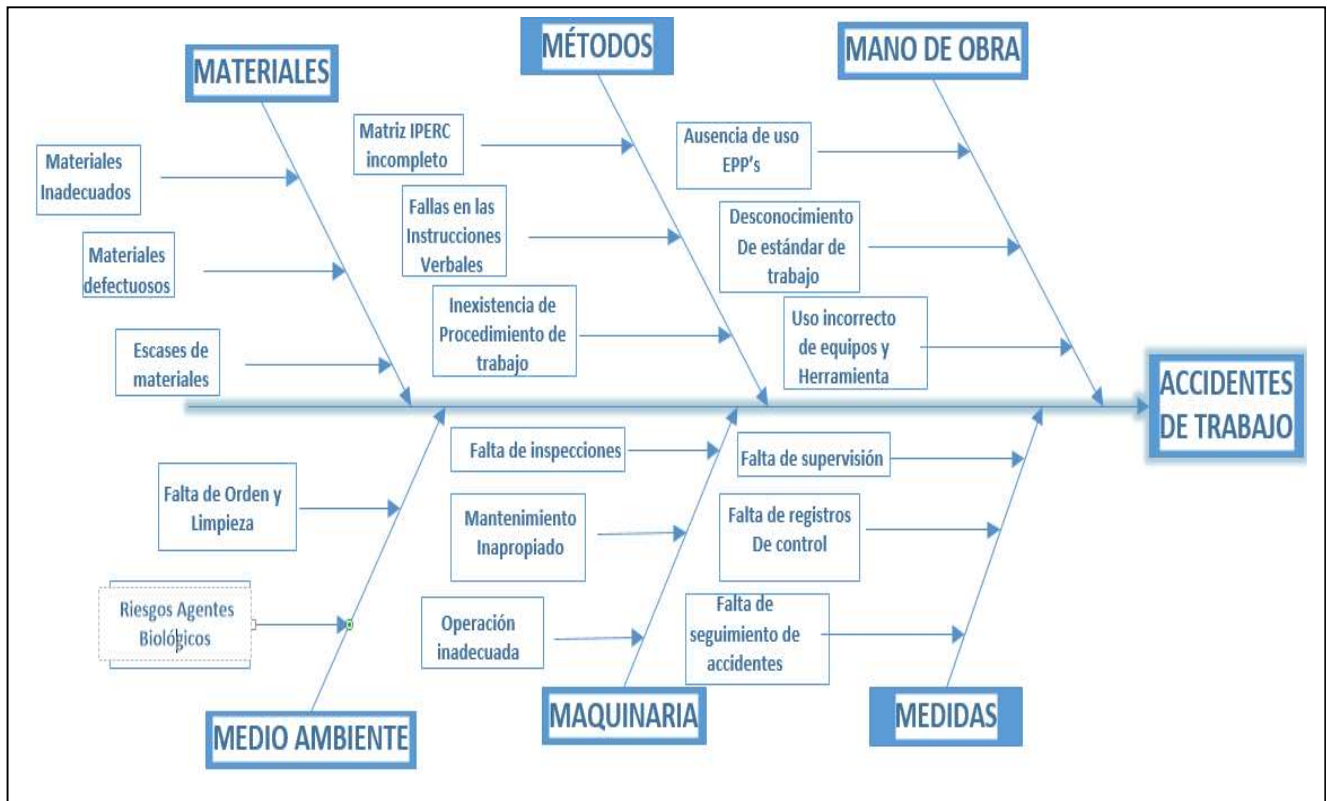 MATERIALES
MÉTODOS
MANO DE OBRA
Materiales
Inadecuados
Materiales
defectuosos
Escases de
materiales
Matriz IPERC
incompleto
Fallas en las
Instrucciones
Verbales
Inexistencia de
Procedimiento de
trabajo
Ausencia de uso
EPP's
Desconocimiento
De estándar de
trabajo
Uso incorrecto
de equipos y
Herramienta
ACCIDENTES
DE TRABAJO
Falta de Orden y
Limpieza
Riesgos Agentes
Biológicos
Falta de inspecciones
Mantenimiento
Inapropiado
Operación
inadecuada
Falta de supervisión
Falta de registros
De control
Falta de
seguimiento de
accidentes
MEDIO AMBIENTE
MAQUINARIA
MEDIDAS